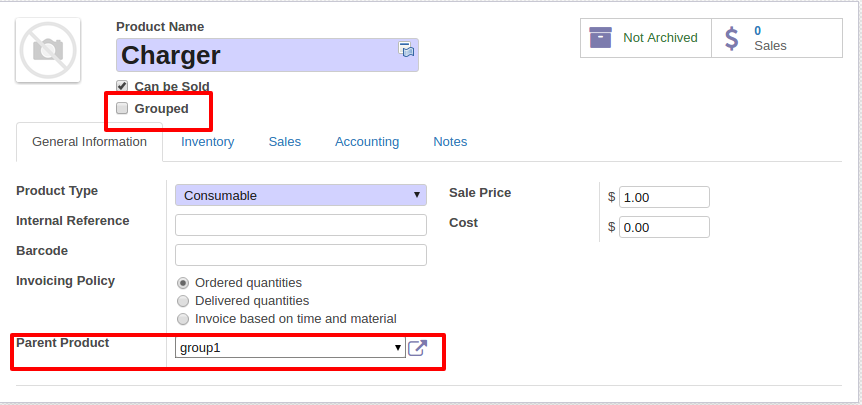 Product Name
Charger
Can be Sold
Grouped
Not Archived
$
0
Sales
General Information
Inventory
Sales
Accounting
Notes
Product Type
Consumable
Internal Reference
Barcode
Invoicing Policy
Ordered quantities
Delivered quantities
Invoice based on time and material
Parent Product
group1
Sale Price
$ 1.00
Cost
$ 0.00